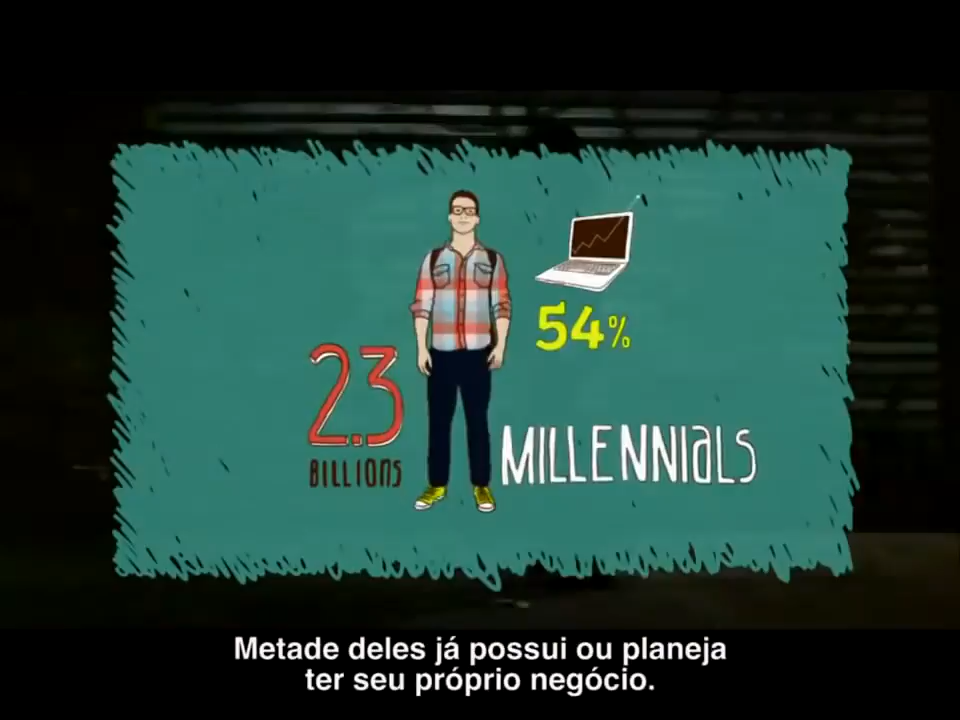 54%
2.3
BILLIONS
MILLENNIALS
Metade deles já possui ou planeja
ter seu próprio negócio.